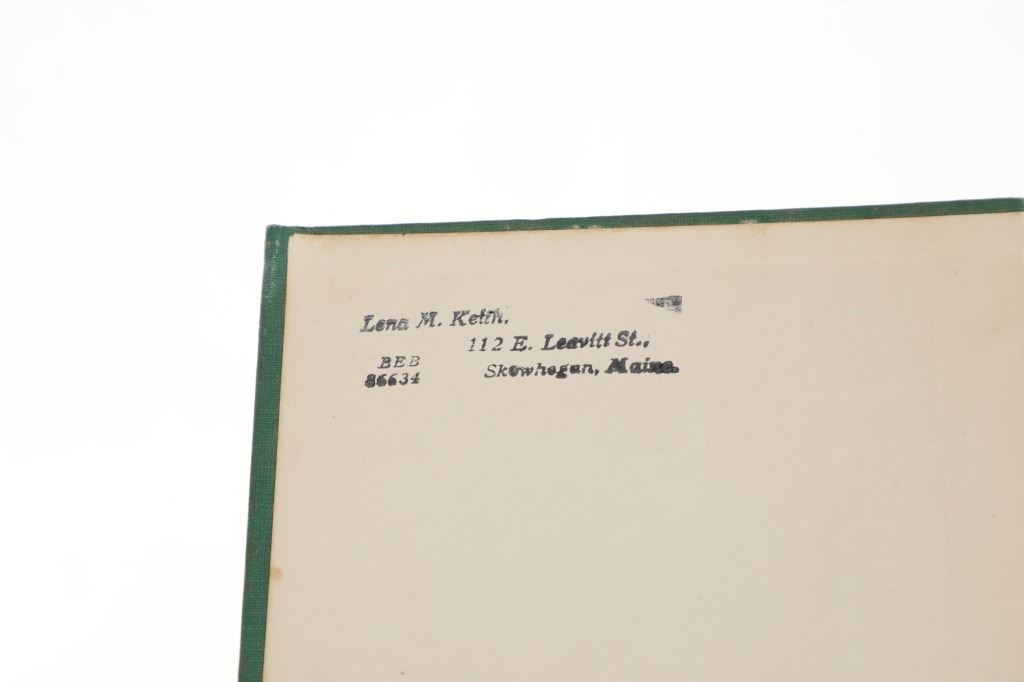 Lena M. Keith,
112 E. Leavitt St.,
BEB
Skowhegan, Maine.
86634